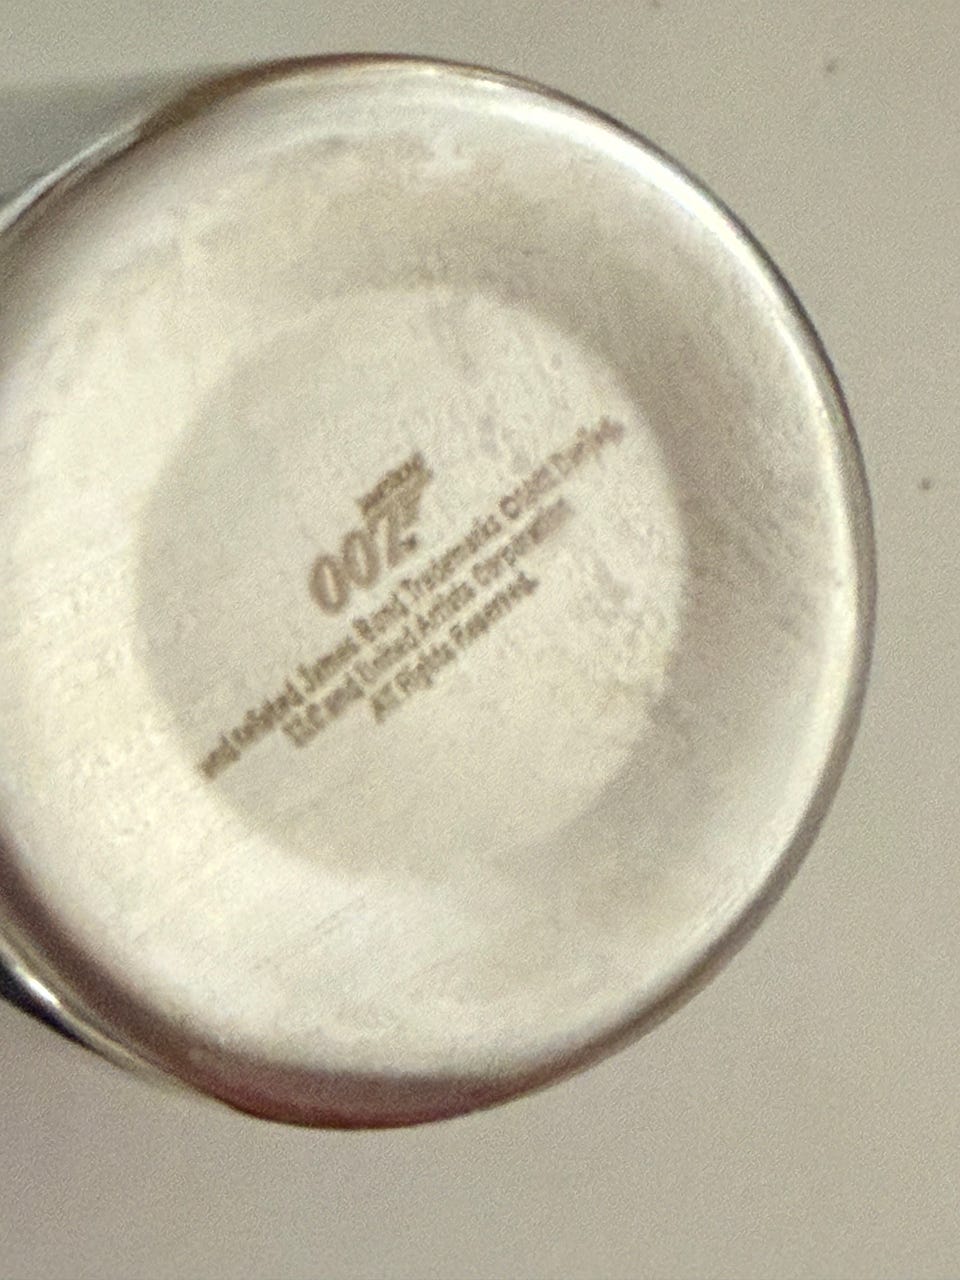 007
and Related James Bond Trademarks © Danjaq
LLC and United Artists Corporation
All Rights Reserved.